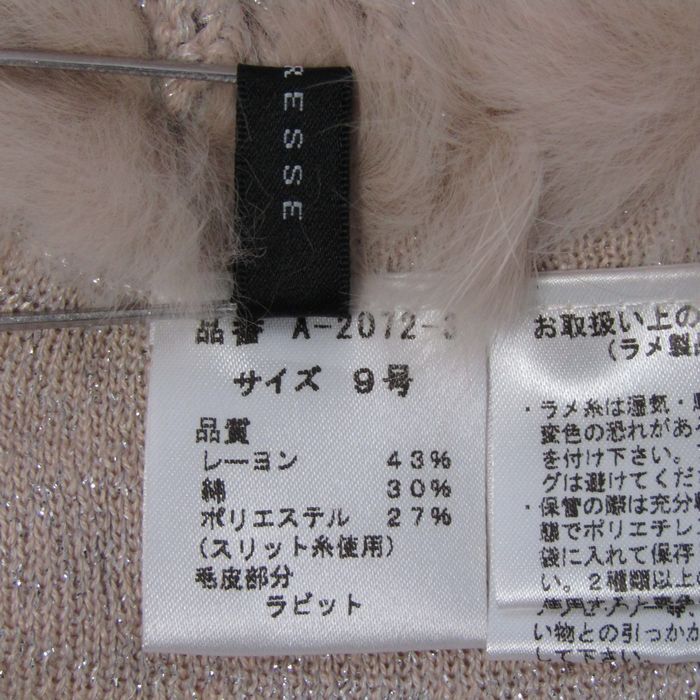 RESSE
品番 A-2072-3
サイズ 9号
品質
レーヨン 43%
綿 30%
ポリエステル 27%
(スリット糸使用)
毛皮部分
ラビット
お取扱い上の
(ラメ製
・ラメ糸は湿気・
変色の恐れがあ
を付け下さい。
グは避けてくだ
・保管の際は充分
態でポリエチレ
袋に入れて保存
い。2種類以上の
い物との引っかか
して下さい。